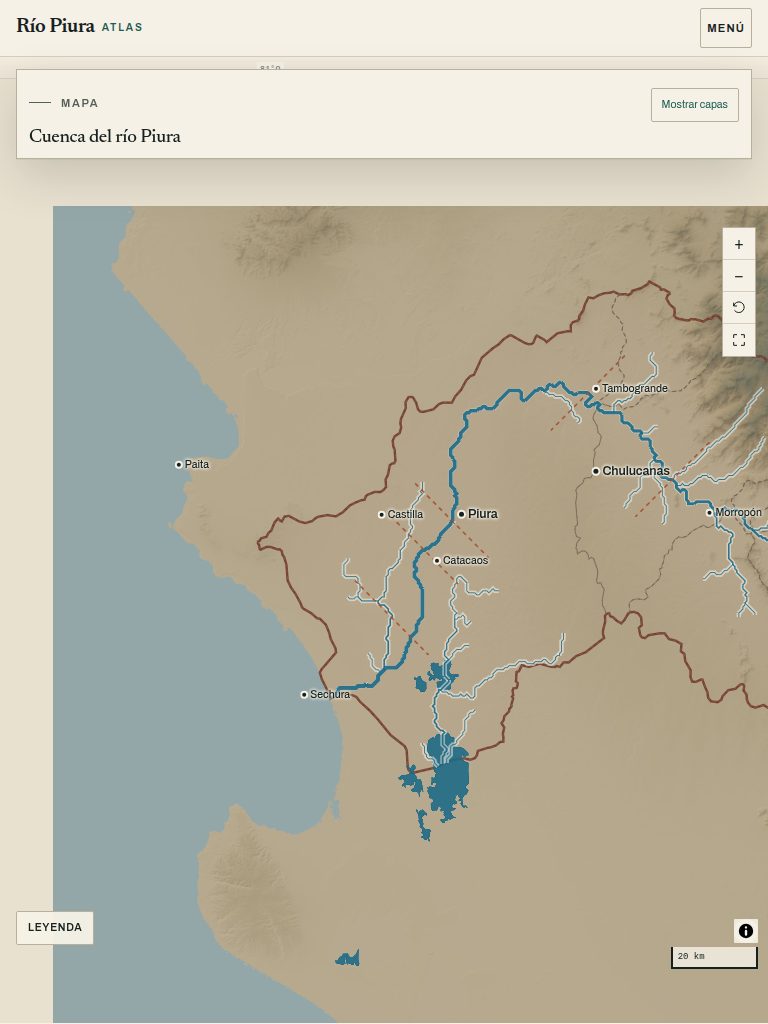 Río Piura ATLAS
MENÚ
MAPA
Mostrar capas
Cuenca del río Piura
+
−
Tambogrande
Paita
Chulucanas
Castilla
Piura
Morropón
Catacaos
Sechura
LEYENDA
20 km